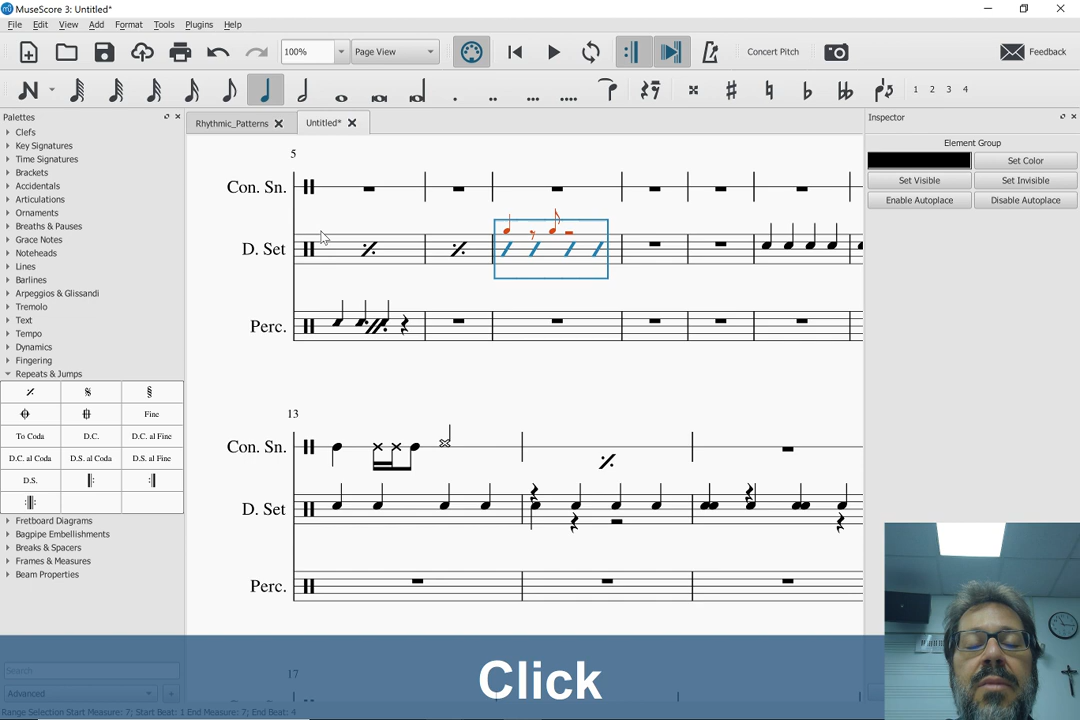 MuseScore 3: Untitled*
File Edit View Add Format Tools Plugins Help
100% Page View Concert Pitch Feedback
1 2 3 4
Palettes
Clefs
Key Signatures
Time Signatures
Brackets
Accidentals
Articulations
Ornaments
Breaths & Pauses
Grace Notes
Noteheads
Lines
Barlines
Arpeggios & Glissandi
Tremolo
Text
Tempo
Dynamics
Fingering
Repeats & Jumps
Fine
To Coda D.C. D.C. al Fine
D.C. al Coda D.S. al Coda D.S. al Fine
D.S.
Fretboard Diagrams
Bagpipe Embellishments
Breaks & Spacers
Frames & Measures
Beam Properties
Search
Advanced +
Range Selection Start Measure: 7; Start Beat: 1 End Measure: 7; End Beat: 4
Rhythmic_Patterns Untitled*
5
Con. Sn.
D. Set
Perc.
13
Con. Sn.
D. Set
Perc.
17
Inspector
Element Group
Set Color
Set Visible Set Invisible
Enable Autoplace Disable Autoplace
Click